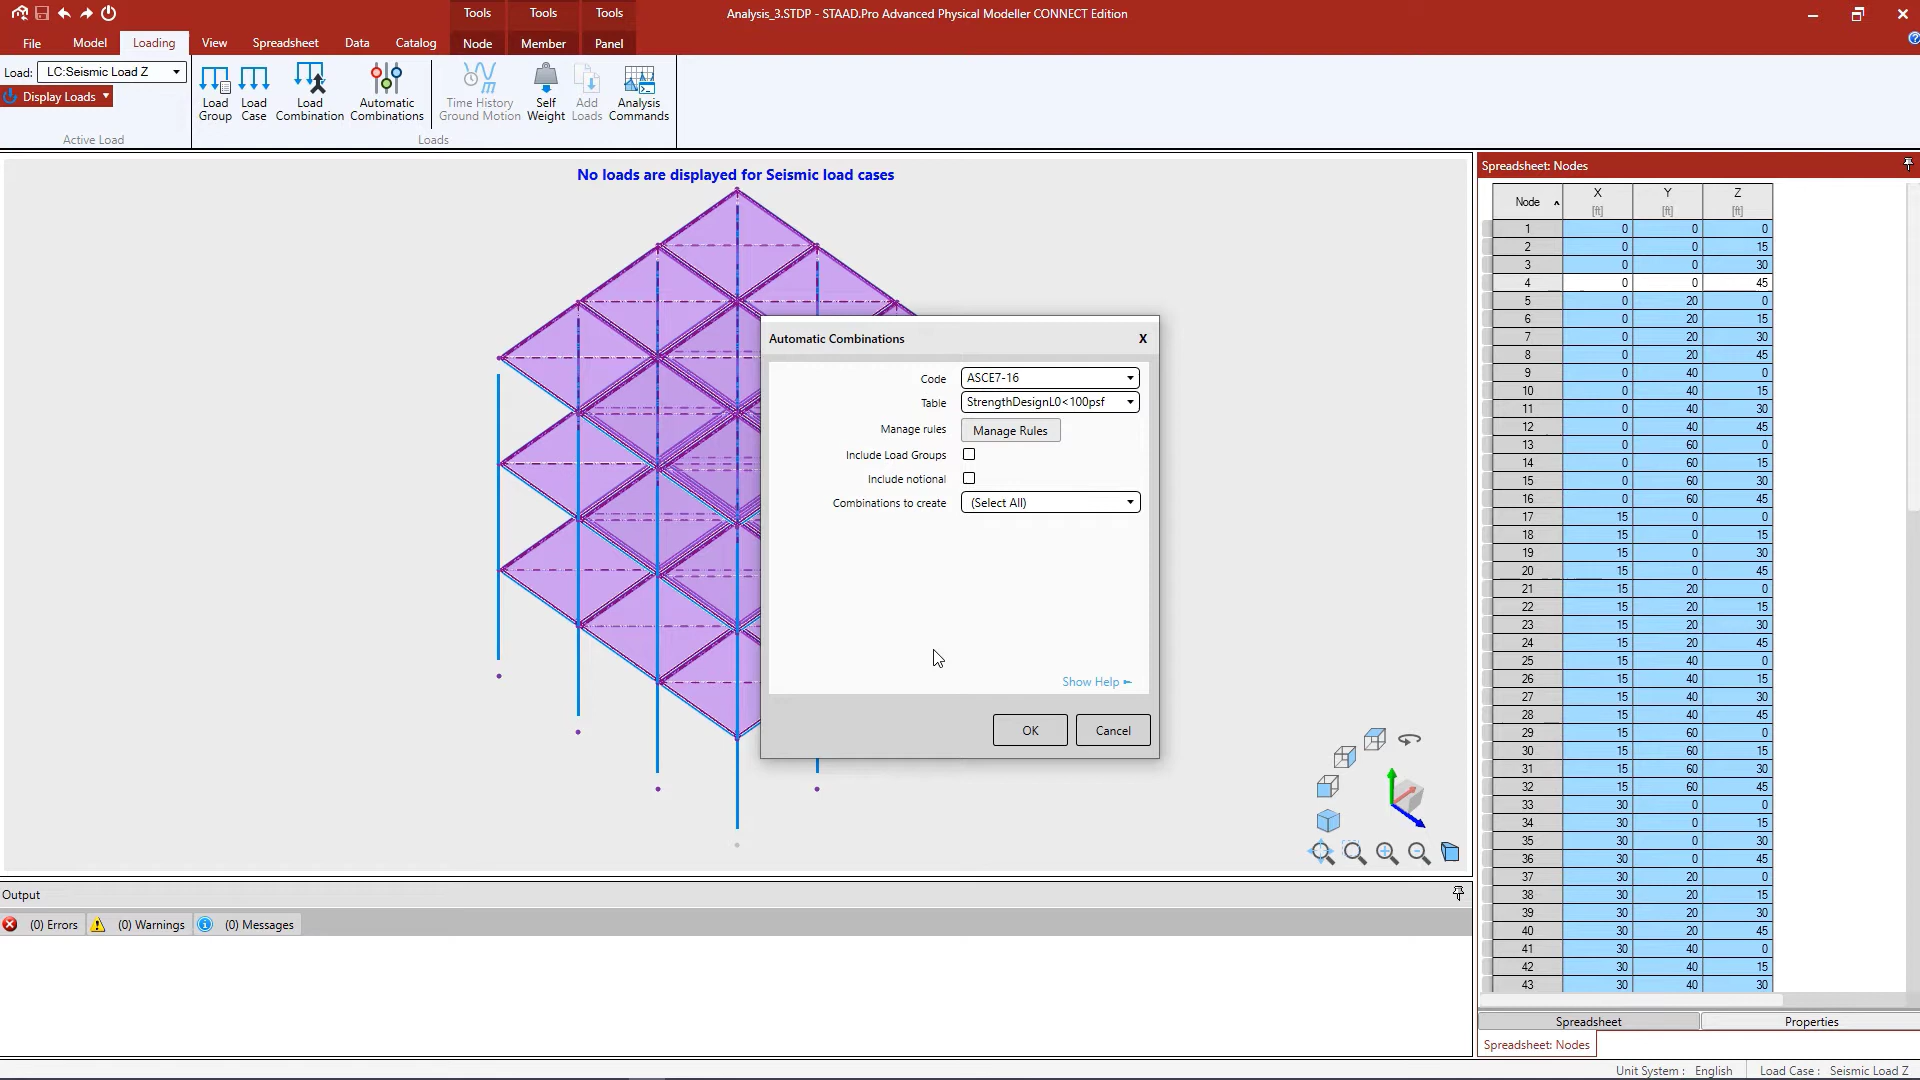 Analysis_3.STDP - STAAD.Pro Advanced Physical Modeller CONNECT Edition
Tools Tools Tools
File Model Loading View Spreadsheet Data Catalog Node Member Panel
Load: LC:Seismic Load Z
Display Loads
Active Load
Load Group
Load Case
Load Combination
Automatic Combinations
Time History Ground Motion
Self Weight
Add Loads
Analysis Commands
Loads
No loads are displayed for Seismic load cases
Automatic Combinations X
Code ASCE7-16
Table StrengthDesignL0<100psf
Manage rules Manage Rules
Include Load Groups
Include notional
Combinations to create (Select All)
Show Help
OK Cancel
Output
(0) Errors (0) Warnings (0) Messages
Spreadsheet: Nodes
Node X Y Z
[ft] [ft] [ft]
1 0 0 0
2 0 0 15
3 0 0 30
4 0 0 45
5 0 20 0
6 0 20 15
7 0 20 30
8 0 20 45
9 0 40 0
10 0 40 15
11 0 40 30
12 0 40 45
13 0 60 0
14 0 60 15
15 0 60 30
16 0 60 45
17 15 0 0
18 15 0 15
19 15 0 30
20 15 0 45
21 15 20 0
22 15 20 15
23 15 20 30
24 15 20 45
25 15 40 0
26 15 40 15
27 15 40 30
28 15 40 45
29 15 60 0
30 15 60 15
31 15 60 30
32 15 60 45
33 30 0 0
34 30 0 15
35 30 0 30
36 30 0 45
37 30 20 0
38 30 20 15
39 30 20 30
40 30 20 45
41 30 40 0
42 30 40 15
43 30 40 30
Spreadsheet Properties
Spreadsheet: Nodes
Unit System : English Load Case : Seismic Load Z